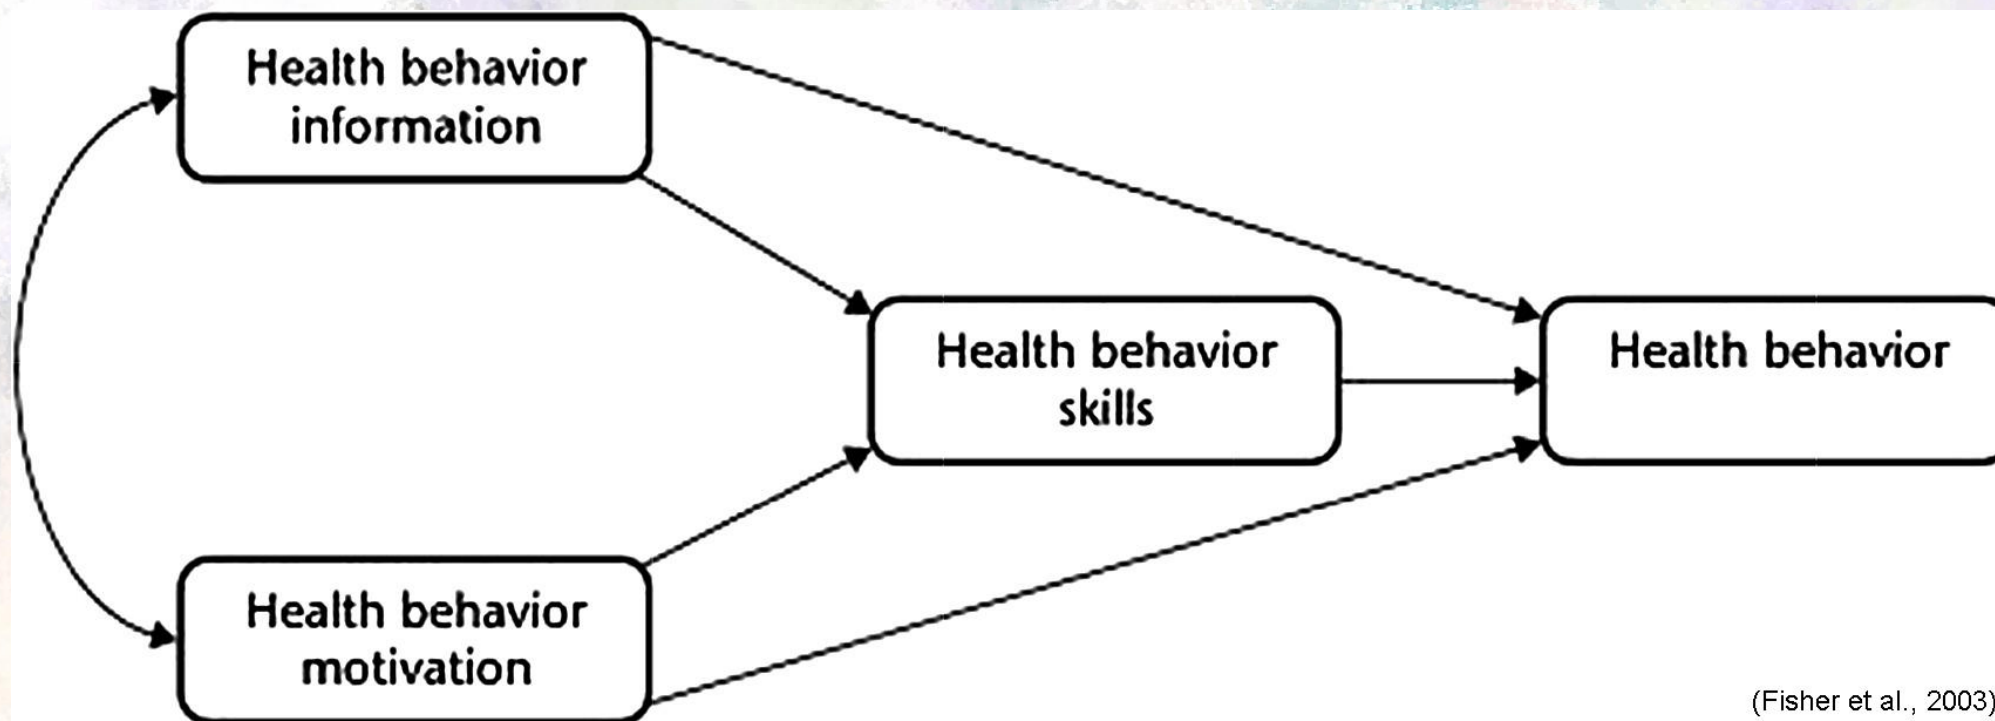 Health behavior
information
Health behavior
skills
Health behavior
Health behavior
motivation
(Fisher et al., 2003)